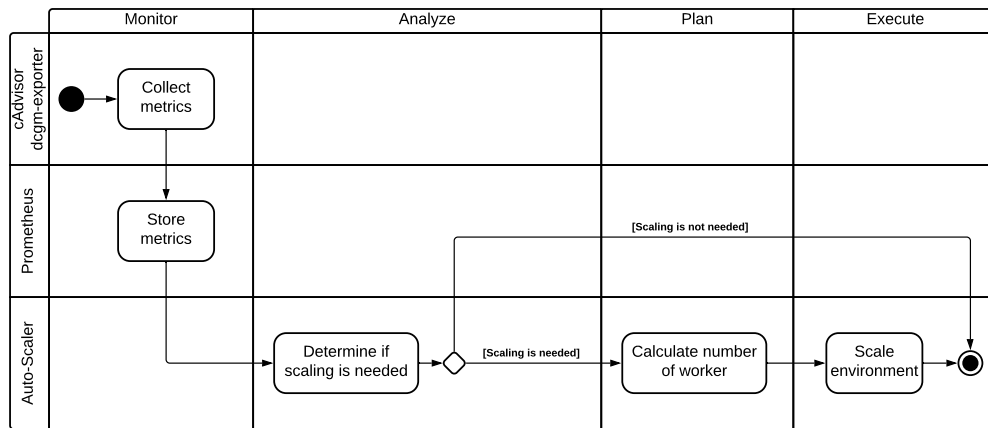 Monitor
Analyze
Plan
Execute
cAdvisor
dcgm-exporter
Collect
metrics
Prometheus
Store
metrics
[Scaling is not needed]
Auto-Scaler
Determine if
scaling is needed
[Scaling is needed]
Calculate number
of worker
Scale
environment